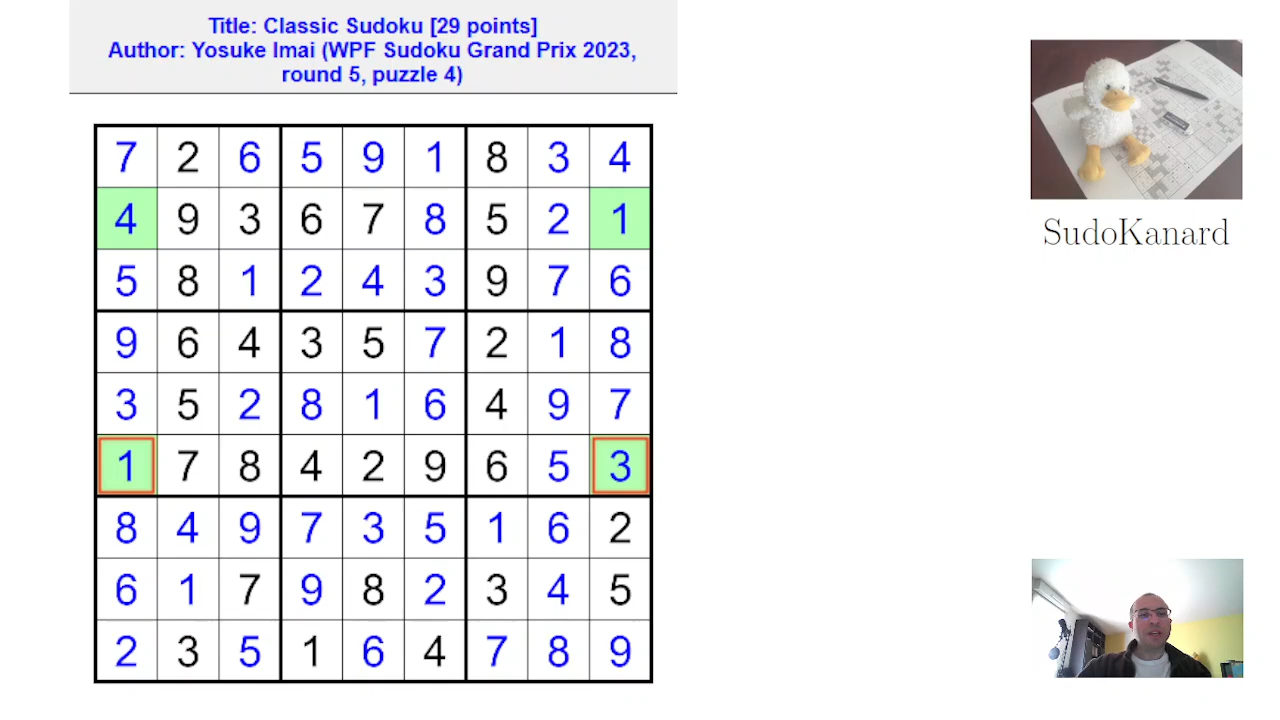 Title: Classic Sudoku [29 points]
Author: Yosuke Imai (WPF Sudoku Grand Prix 2023,
round 5, puzzle 4)
7 2 6 5 9 1 8 3 4
4 9 3 6 7 8 5 2 1
5 8 1 2 4 3 9 7 6
9 6 4 3 5 7 2 1 8
3 5 2 8 1 6 4 9 7
1 7 8 4 2 9 6 5 3
8 4 9 7 3 5 1 6 2
6 1 7 9 8 2 3 4 5
2 3 5 1 6 4 7 8 9
SudoKanard